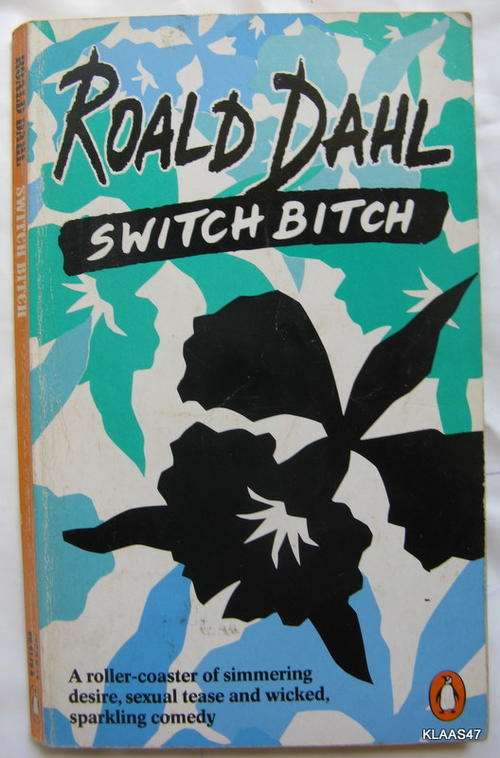 ROALD DAHL
SWITCH BITCH
A roller-coaster of simmering
desire, sexual tease and wicked,
sparkling comedy
ROALD DAHL SWITCH BITCH
KLAAS47